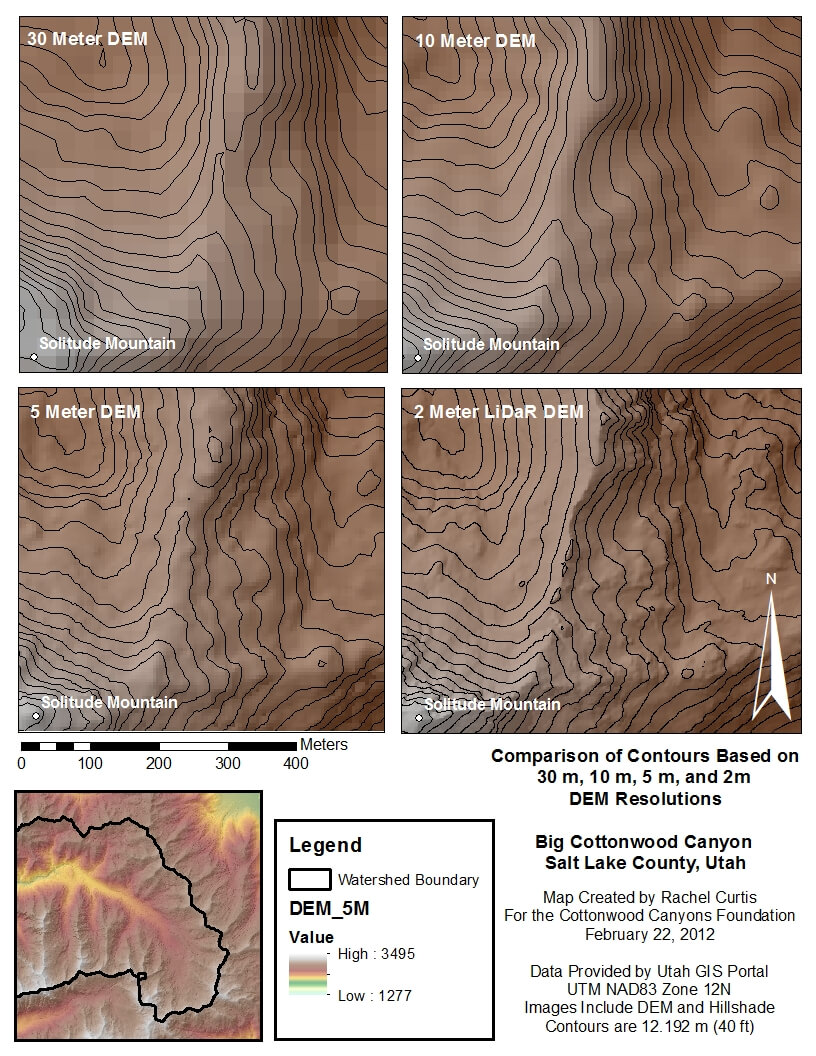 30 Meter DEM
10 Meter DEM
Solitude Mountain
Solitude Mountain
5 Meter DEM
2 Meter LiDaR DEM
N
Solitude Mountain
Solitude Mountain
Meters
0 100 200 300 400
Comparison of Contours Based on
30 m, 10 m, 5 m, and 2m
DEM Resolutions
Big Cottonwood Canyon
Salt Lake County, Utah
Map Created by Rachel Curtis
For the Cottonwood Canyons Foundation
February 22, 2012
Data Provided by Utah GIS Portal
UTM NAD83 Zone 12N
Images Include DEM and Hillshade
Contours are 12.192 m (40 ft)
Legend
Watershed Boundary
DEM_5M
Value
High : 3495
Low : 1277